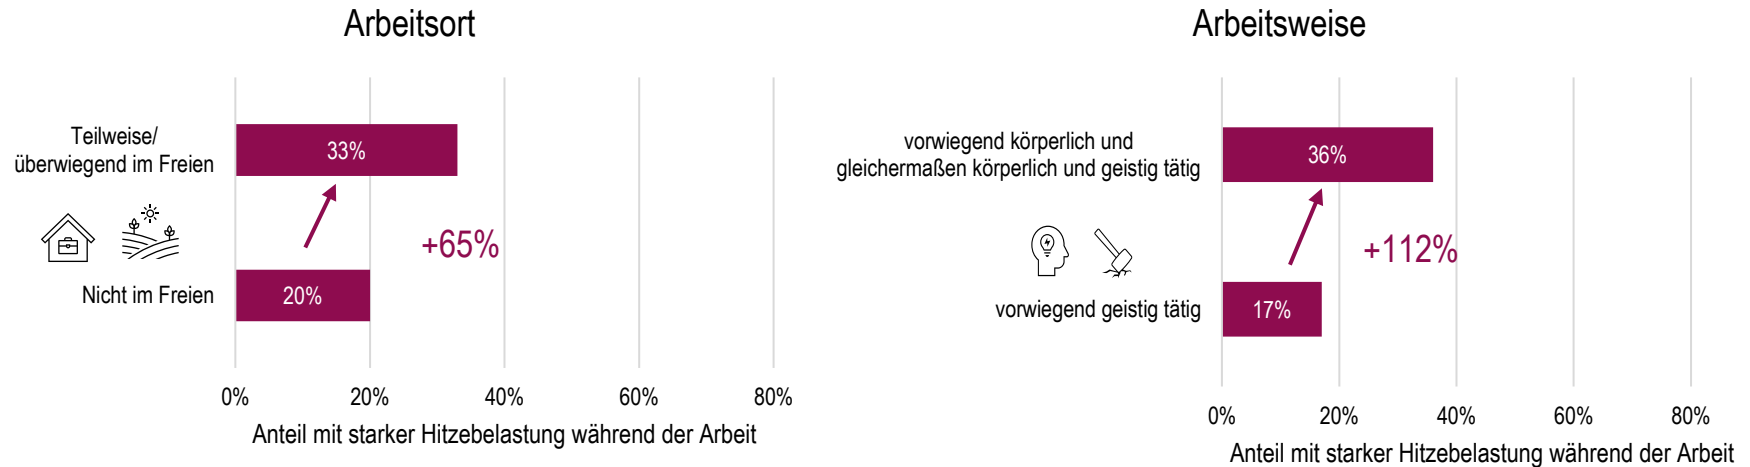 Arbeitsort
Teilweise/
überwiegend im Freien
33%
+65%
Nicht im Freien
20%
0%
20%
40%
60%
80%
Anteil mit starker Hitzebelastung während der Arbeit
Arbeitsweise
vorwiegend körperlich und
gleichermaßen körperlich und geistig tätig
36%
+112%
vorwiegend geistig tätig
17%
0%
20%
40%
60%
80%
Anteil mit starker Hitzebelastung während der Arbeit